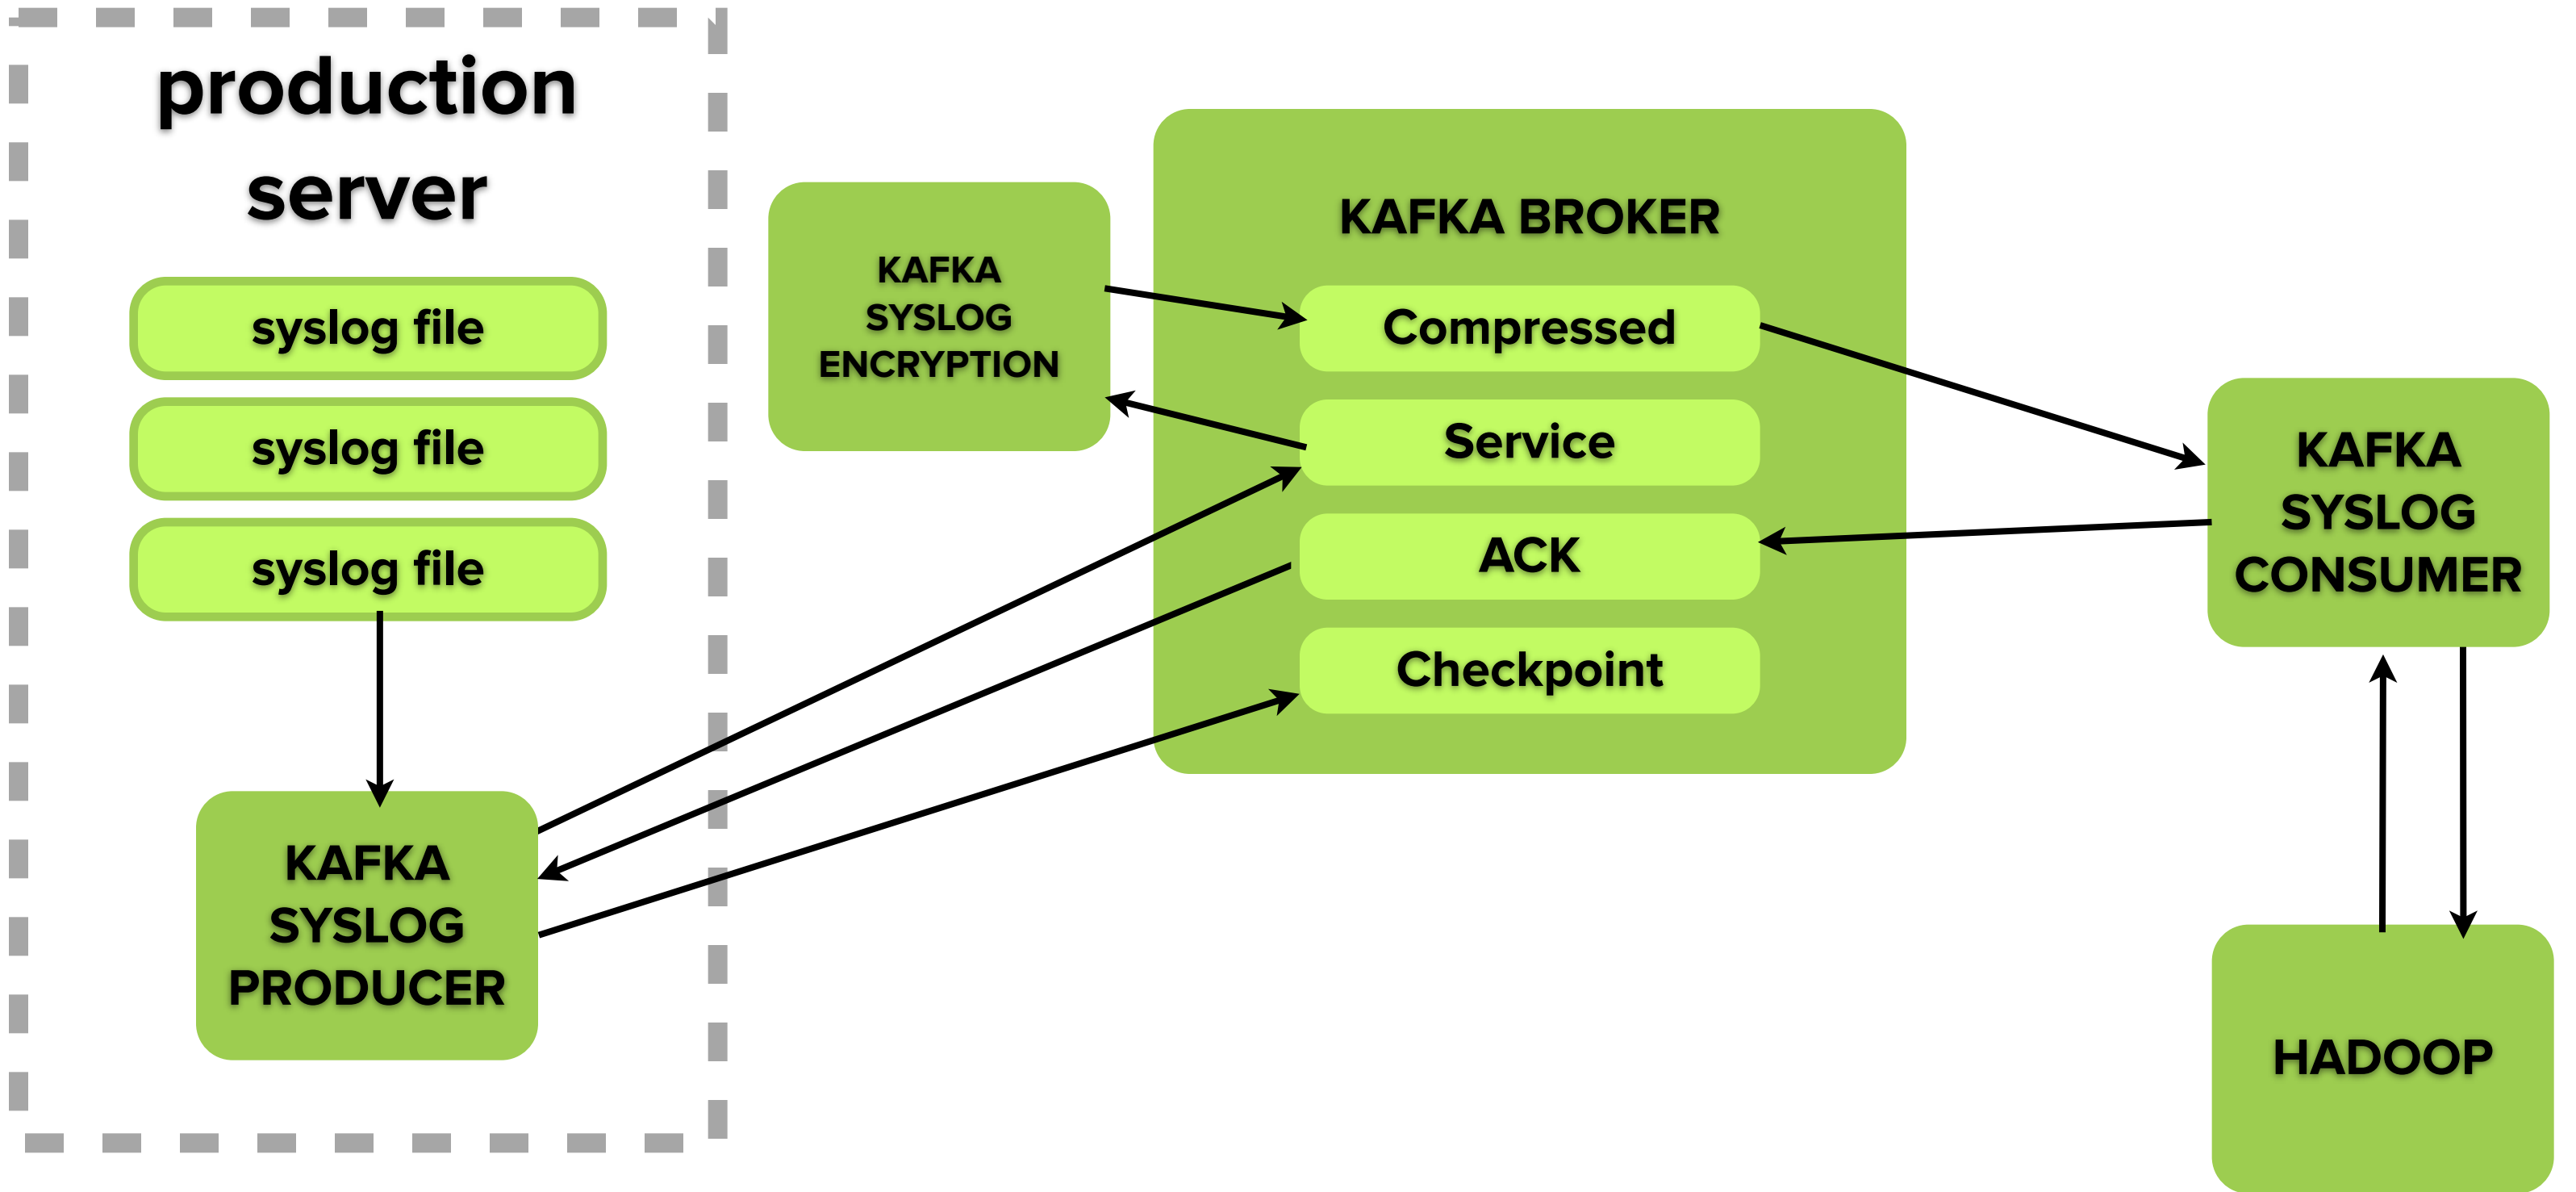 production
server
syslog file
syslog file
syslog file
KAFKA
SYSLOG
PRODUCER
KAFKA
SYSLOG
ENCRYPTION
KAFKA BROKER
Compressed
Service
ACK
Checkpoint
KAFKA
SYSLOG
CONSUMER
HADOOP